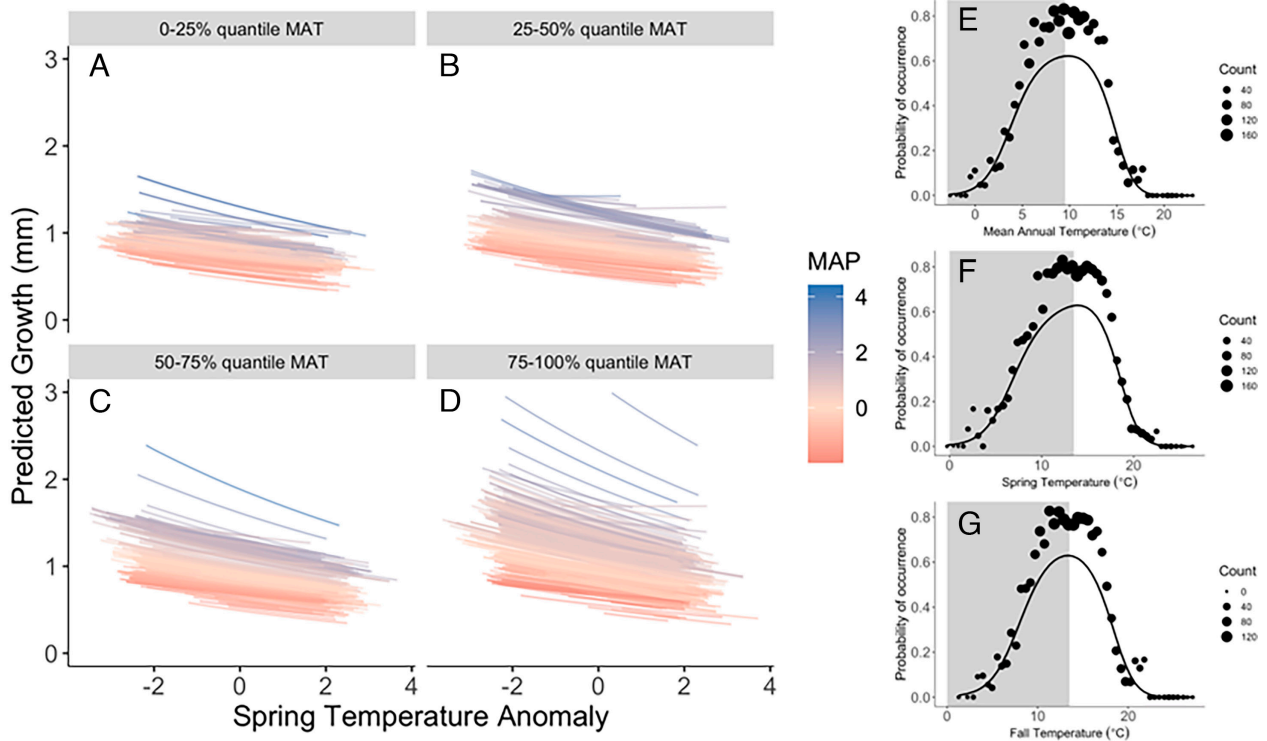 0-25% quantile MAT
25-50% quantile MAT
A
B
3
2
1
0
50-75% quantile MAT
75-100% quantile MAT
C
D
3
2
1
0
-2
0
2
4
-2
0
2
4
Predicted Growth (mm)
Spring Temperature Anomaly
MAP
4
2
0
E
0.8
0.6
0.4
0.2
0.0
0
5
10
15
20
Probability of occurrence
Mean Annual Temperature (°C)
Count
40
80
120
160
F
0.8
0.6
0.4
0.2
0.0
0
10
20
Probability of occurrence
Spring Temperature (°C)
Count
40
80
120
160
G
0.8
0.6
0.4
0.2
0.0
0
10
20
Probability of occurrence
Fall Temperature (°C)
Count
0
40
80
120